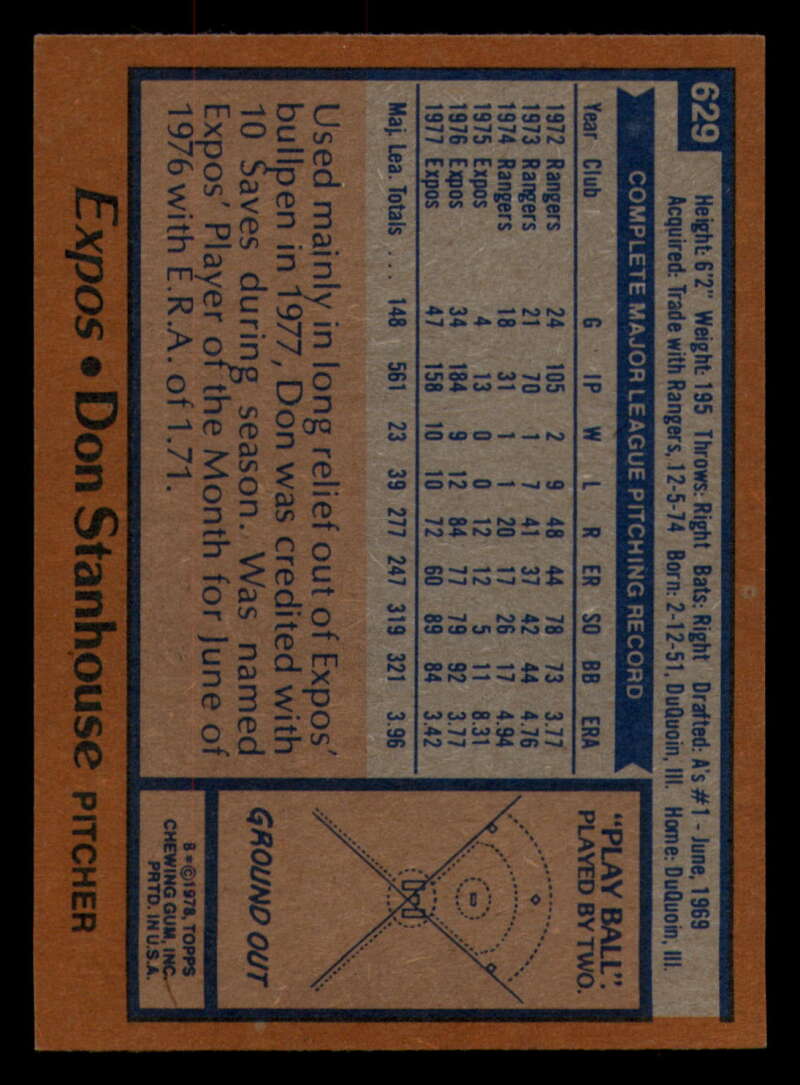 629
Height: 6'2" Weight: 195 Throws: Right Bats: Right Drafted: A's #1 - June, 1969
Acquired: Trade with Rangers, 12-5-74 Born: 2-12-51, DuQuoin, Ill. Home: DuQuoin, Ill.
COMPLETE MAJOR LEAGUE PITCHING RECORD
Year Club G IP W L R ER SO BB ERA
1972 Rangers 24 105 2 9 48 44 78 73 3.77
1973 Rangers 21 70 1 7 41 37 42 44 4.76
1974 Rangers 18 31 1 1 20 17 26 17 4.94
1975 Expos 4 13 0 0 12 12 5 11 8.31
1976 Expos 34 184 9 12 84 77 79 92 3.77
1977 Expos 47 158 10 10 72 60 89 84 3.42
Maj. Lea. Totals .... 148 561 23 39 277 247 319 321 3.96
Used mainly in long relief out of Expos'
bullpen in 1977, Don was credited with
10 Saves during season. Was named
Expos' Player of the Month for June of
1976 with E.R.A. of 1.71.
"PLAY BALL":
PLAYED BY TWO.
GROUND OUT
8*©1978, TOPPS
CHEWING GUM, INC.
PRTD. IN U.S.A.
Expos • Don Stanhouse PITCHER